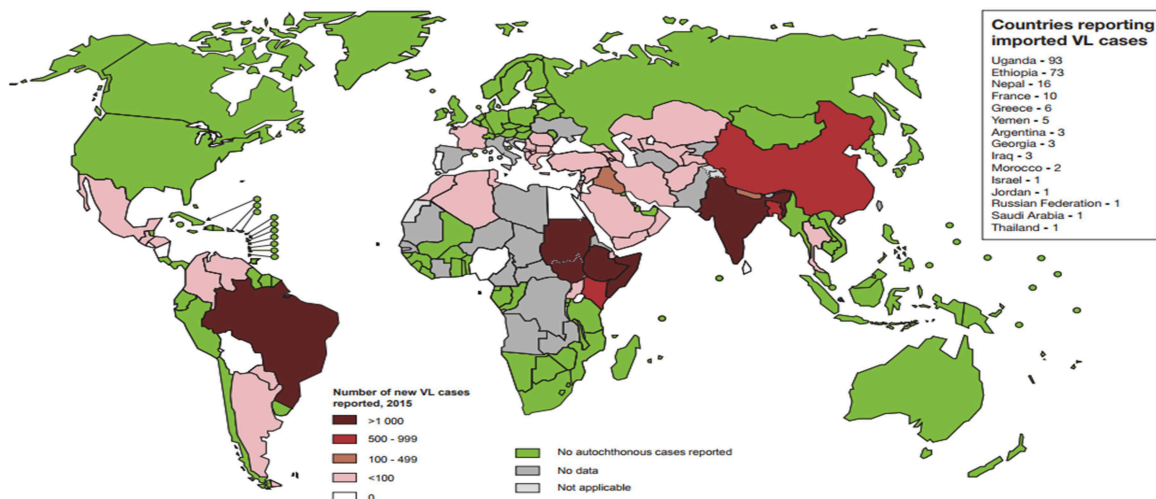 Countries reporting
imported VL cases
Uganda - 93
Ethiopia - 73
Nepal - 16
France - 10
Greece - 6
Yemen - 5
Argentina - 3
Georgia - 3
Iraq - 3
Morocco - 2
Israel - 1
Jordan - 1
Russian Federation - 1
Saudi Arabia - 1
Thailand - 1
Number of new VL cases
reported, 2015
>1 000
500 - 999
100 - 499
<100
0
No autochthonous cases reported
No data
Not applicable